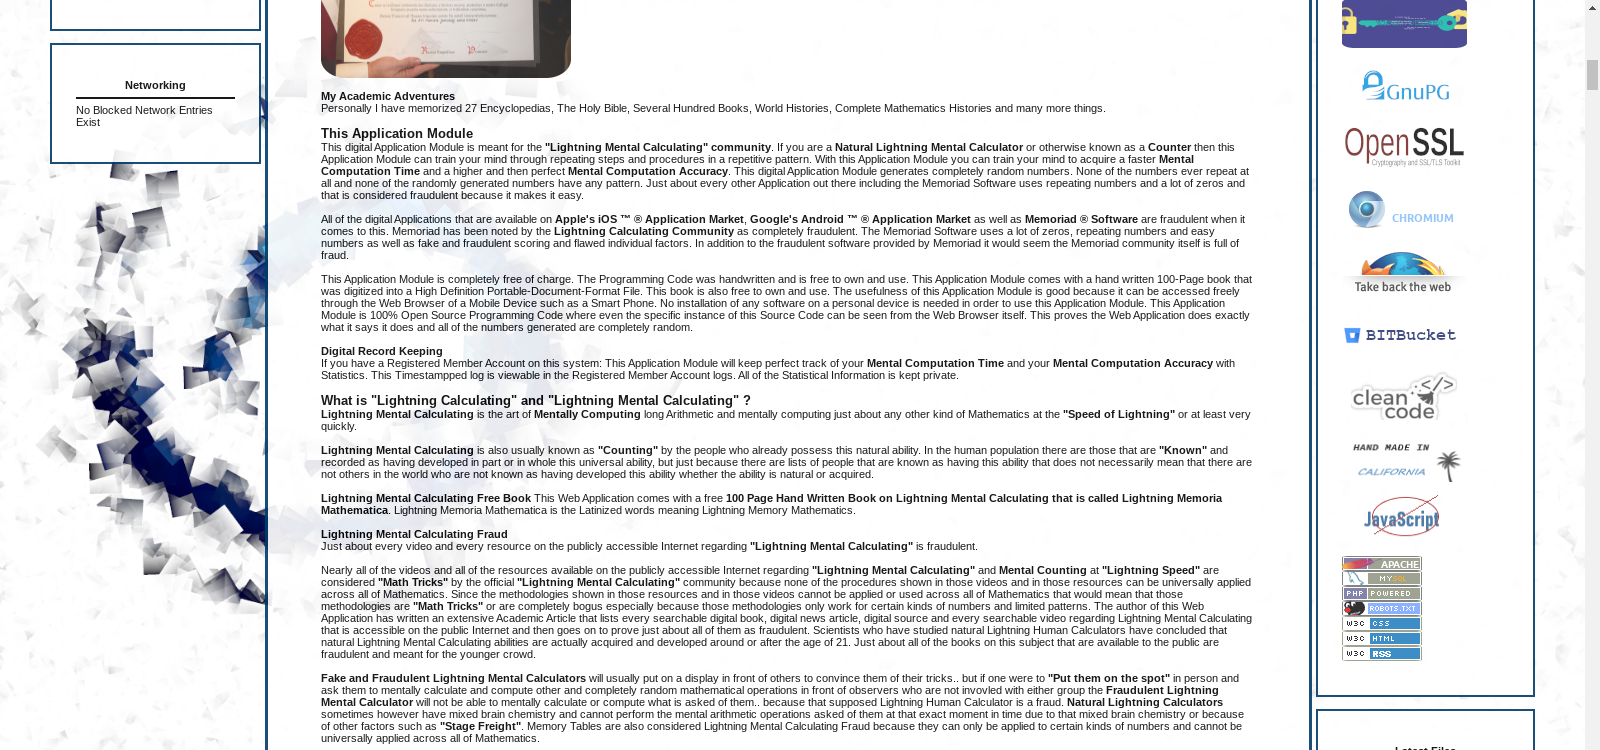 Networking
No Blocked Network Entries
Exist
My Academic Adventures
Personally I have memorized 27 Encyclopedias, The Holy Bible, Several Hundred Books, World Histories, Complete Mathematics Histories and many more things.
This Application Module
This digital Application Module is meant for the "Lightning Mental Calculating" community. If you are a Natural Lightning Mental Calculator or otherwise known as a Counter then this
Application Module can train your mind through repeating steps and procedures in a repetitive pattern. With this Application Module you can train your mind to acquire a faster Mental
Computation Time and a higher and then perfect Mental Computation Accuracy. This digital Application Module generates completely random numbers. None of the numbers ever repeat at
all and none of the randomly generated numbers have any pattern. Just about every other Application out there including the Memoriad Software uses repeating numbers and a lot of zeros and
that is considered fraudulent because it makes it easy.
All of the digital Applications that are available on Apple's iOS ™ ® Application Market, Google's Android ™ ® Application Market as well as Memoriad ® Software are fraudulent when it
comes to this. Memoriad has been noted by the Lightning Calculating Community as completely fraudulent. The Memoriad Software uses a lot of zeros, repeating numbers and easy
numbers as well as fake and fraudulent scoring and flawed individual factors. In addition to the fraudulent software provided by Memoriad it would seem the Memoriad community itself is full of
fraud.
This Application Module is completely free of charge. The Programming Code was handwritten and is free to own and use. This Application Module comes with a hand written 100-Page book that
was digitized into a High Definition Portable-Document-Format File. This book is also free to own and use. The usefulness of this Application Module is good because it can be accessed freely
through the Web Browser of a Mobile Device such as a Smart Phone. No installation of any software on a personal device is needed in order to use this Application Module. This Application
Module is 100% Open Source Programming Code where even the specific instance of this Source Code can be seen from the Web Browser itself. This proves the Web Application does exactly
what it says it does and all of the numbers generated are completely random.
Digital Record Keeping
If you have a Registered Member Account on this system: This Application Module will keep perfect track of your Mental Computation Time and your Mental Computation Accuracy with
Statistics. This Timestampped log is viewable in the Registered Member Account logs. All of the Statistical Information is kept private.
What is "Lightning Calculating" and "Lightning Mental Calculating" ?
Lightning Mental Calculating is the art of Mentally Computing long Arithmetic and mentally computing just about any other kind of Mathematics at the "Speed of Lightning" or at least very
quickly.
Lightning Mental Calculating is also usually known as "Counting" by the people who already possess this natural ability. In the human population there are those that are "Known" and
recorded as having developed in part or in whole this universal ability, but just because there are lists of people that are known as having this ability that does not necessarily mean that there are
not others in the world who are not known as having developed this ability whether the ability is natural or acquired.
Lightning Mental Calculating Free Book This Web Application comes with a free 100 Page Hand Written Book on Lightning Mental Calculating that is called Lightning Memoria
Mathematica. Lightning Memoria Mathematica is the Latinized words meaning Lightning Memory Mathematics.
Lightning Mental Calculating Fraud
Just about every video and every resource on the publicly accessible Internet regarding "Lightning Mental Calculating" is fraudulent.
Nearly all of the videos and all of the resources available on the publicly accessible Internet regarding "Lightning Mental Calculating" and Mental Counting at "Lightning Speed" are
considered "Math Tricks" by the official "Lightning Mental Calculating" community because none of the procedures shown in those videos and in those resources can be universally applied
across all of Mathematics. Since the methodologies shown in those resources and in those videos cannot be applied or used across all of Mathematics that would mean that those
methodologies are "Math Tricks" or are completely bogus especially because those methodologies only work for certain kinds of numbers and limited patterns. The author of this Web
Application has written an extensive Academic Article that lists every searchable digital book, digital news article, digital source and every searchable video regarding Lightning Mental Calculating
that is accessible on the public Internet and then goes on to prove just about all of them as fraudulent. Scientists who have studied natural Lightning Human Calculators have concluded that
natural Lightning Mental Calculating abilities are actually acquired and developed around or after the age of 21. Just about all of the books on this subject that are available to the public are
fraudulent and meant for the younger crowd.
Fake and Fraudulent Lightning Mental Calculators will usually put on a display in front of others to convince them of their tricks.. but if one were to "Put them on the spot" in person and
ask them to mentally calculate and compute other and completely random mathematical operations in front of observers who are not invovled with either group the Fraudulent Lightning
Mental Calculator will not be able to mentally calculate or compute what is asked of them.. because that supposed Lightning Human Calculator is a fraud. Natural Lightning Calculators
sometimes however have mixed brain chemistry and cannot perform the mental arithmetic operations asked of them at that exact moment in time due to that mixed brain chemistry or because
of other factors such as "Stage Freight". Memory Tables are also considered Lightning Mental Calculating Fraud because they can only be applied to certain kinds of numbers and cannot be
universally applied across all of Mathematics.
GnuPG
OpenSSL
Cryptography and SSL/TLS Toolkit
CHROMIUM
Take back the web
BITBucket
clean
code
HAND MADE IN
CALIFORNIA
JavaScript
APACHE
MYSQL
PHP POWERED
ROBOTS.TXT
W3C CSS
W3C HTML
W3C RSS